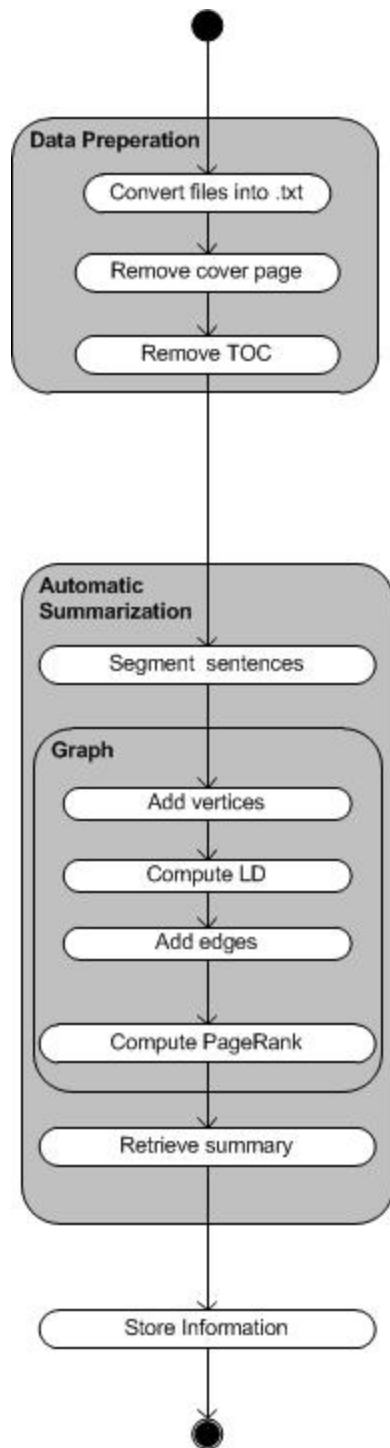 Data Preperation
Convert files into .txt
Remove cover page
Remove TOC
Automatic
Summarization
Segment sentences
Graph
Add vertices
Compute LD
Add edges
Compute PageRank
Retrieve summary
Store Information